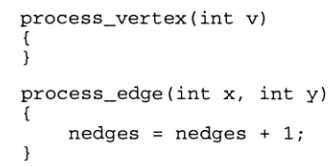 process_vertex(int v)
{
}
process_edge(int x, int y)
{
nedges = nedges + 1;
}